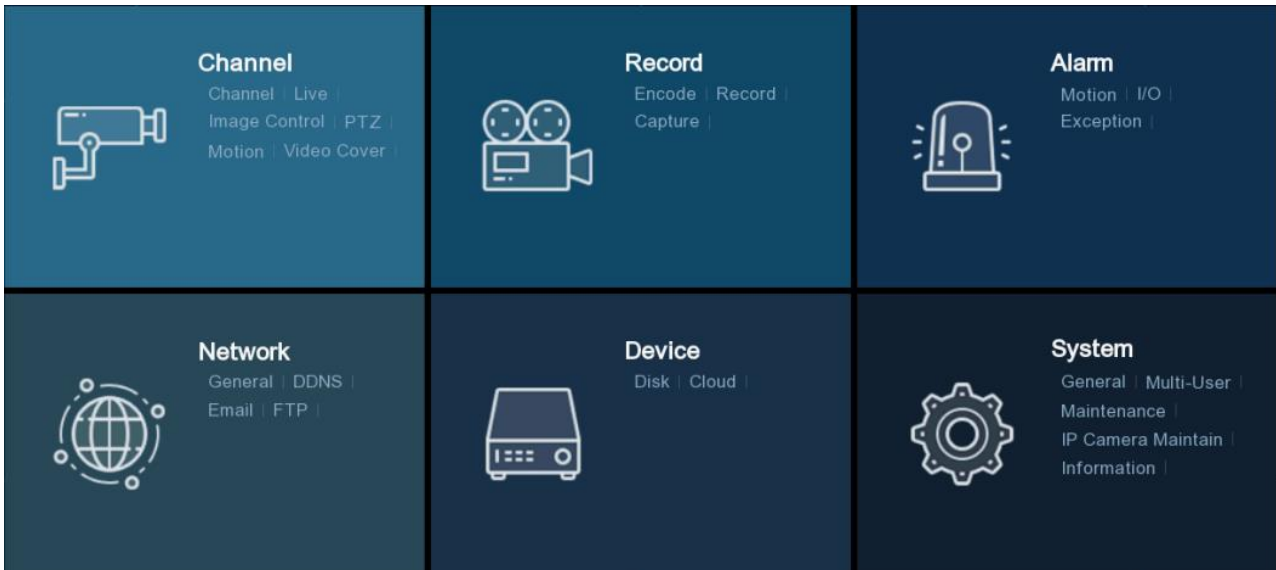 Channel
Channel | Live |
Image Control | PTZ |
Motion | Video Cover |
Record
Encode | Record |
Capture |
Alarm
Motion | I/O |
Exception |
Network
General | DDNS |
Email | FTP |
Device
Disk | Cloud |
System
General | Multi-User |
Maintenance |
IP Camera Maintain |
Information |